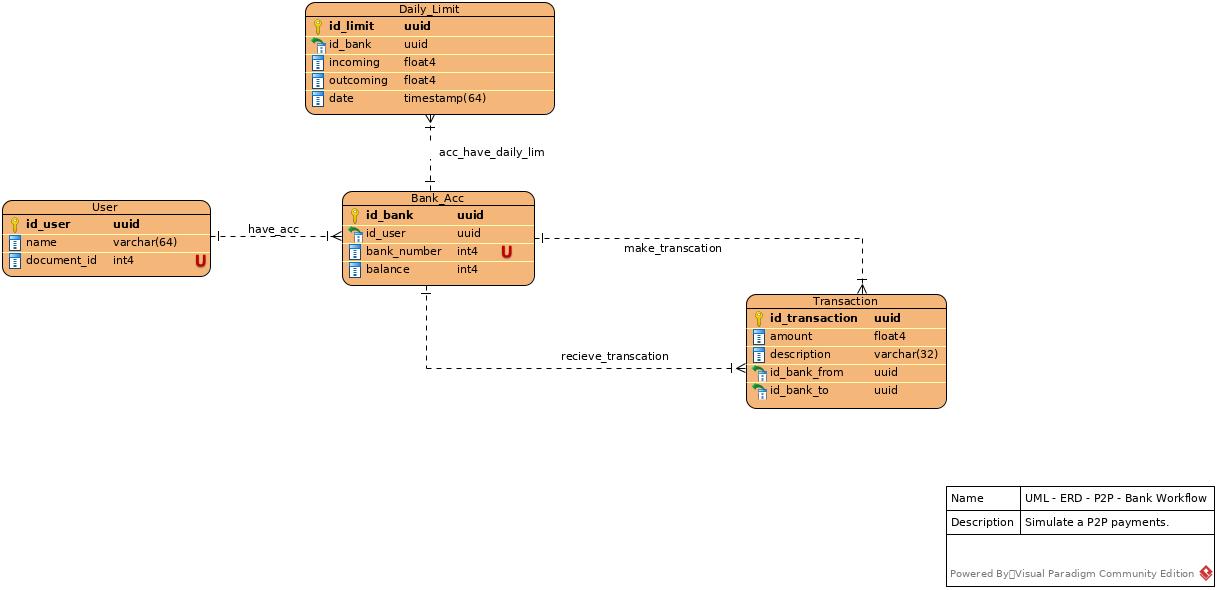 Daily_Limit
id_limit uuid
id_bank uuid
incoming float4
outcoming float4
date timestamp(64)
acc_have_daily_lim
User
id_user uuid
name varchar(64)
document_id int4 U
have_acc
Bank_Acc
id_bank uuid
id_user uuid
bank_number int4 U
balance int4
make_transcation
recieve_transcation
Transaction
id_transaction uuid
amount float4
description varchar(32)
id_bank_from uuid
id_bank_to uuid
Name UML - ERD - P2P - Bank Workflow
Description Simulate a P2P payments.
Powered By Visual Paradigm Community Edition